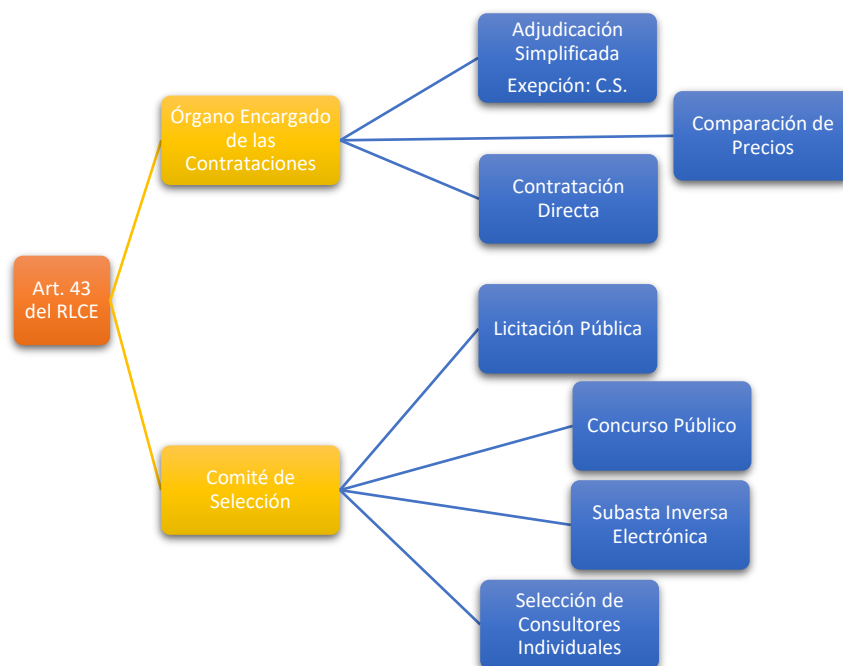 Art. 43
del RLCE
Órgano Encargado
de las
Contrataciones
Adjudicación
Simplificada
Exepción: C.S.
Comparación de
Precios
Contratación
Directa
Comité de
Selección
Licitación Pública
Concurso Público
Subasta Inversa
Electrónica
Selección de
Consultores
Individuales